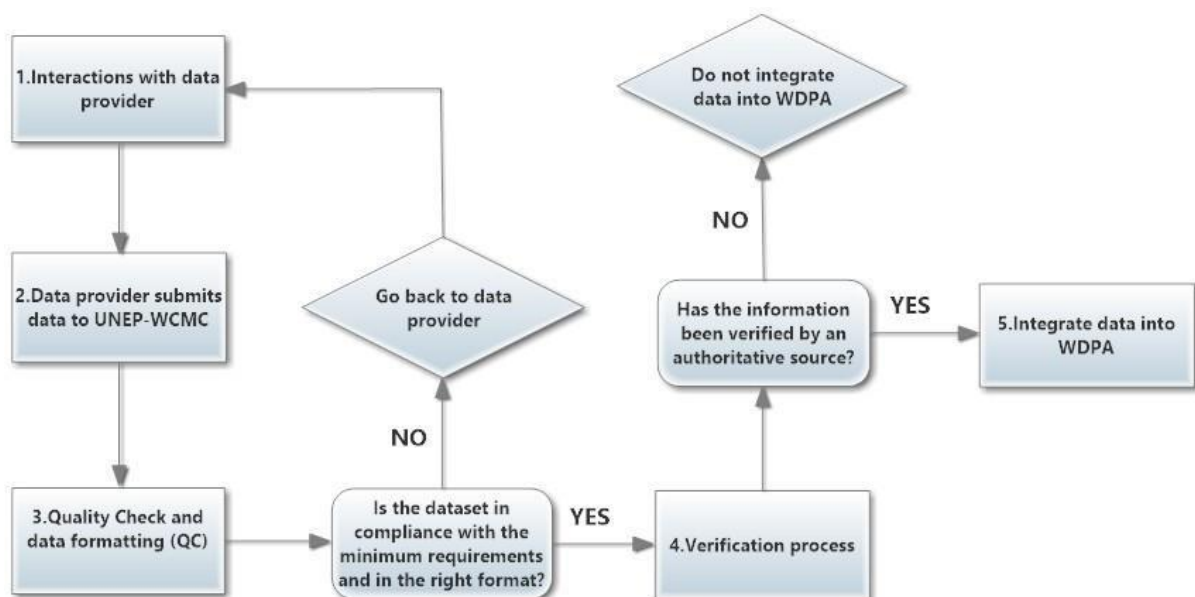 1.Interactions with data
provider
2.Data provider submits
data to UNEP-WCMC
3.Quality Check and
data formatting (QC)
Is the dataset in
compliance with the
minimum requirements
and in the right format?
NO
Go back to data
provider
YES
4.Verification process
Has the information
been verified by an
authoritative source?
NO
Do not integrate
data into WDPA
YES
5.Integrate data into
WDPA